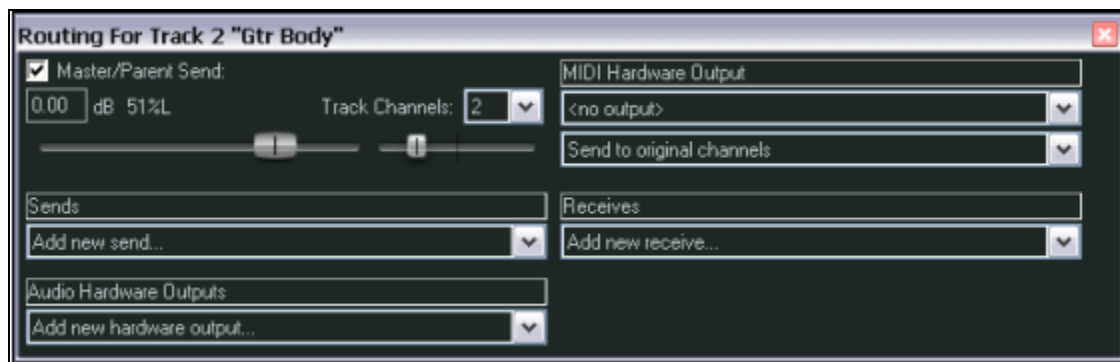 Routing For Track 2 "Gtr Body"
Master/Parent Send:
0.00 dB 51%L Track Channels: 2
MIDI Hardware Output
<no output>
Send to original channels
Sends
Add new send...
Receives
Add new receive...
Audio Hardware Outputs
Add new hardware output...